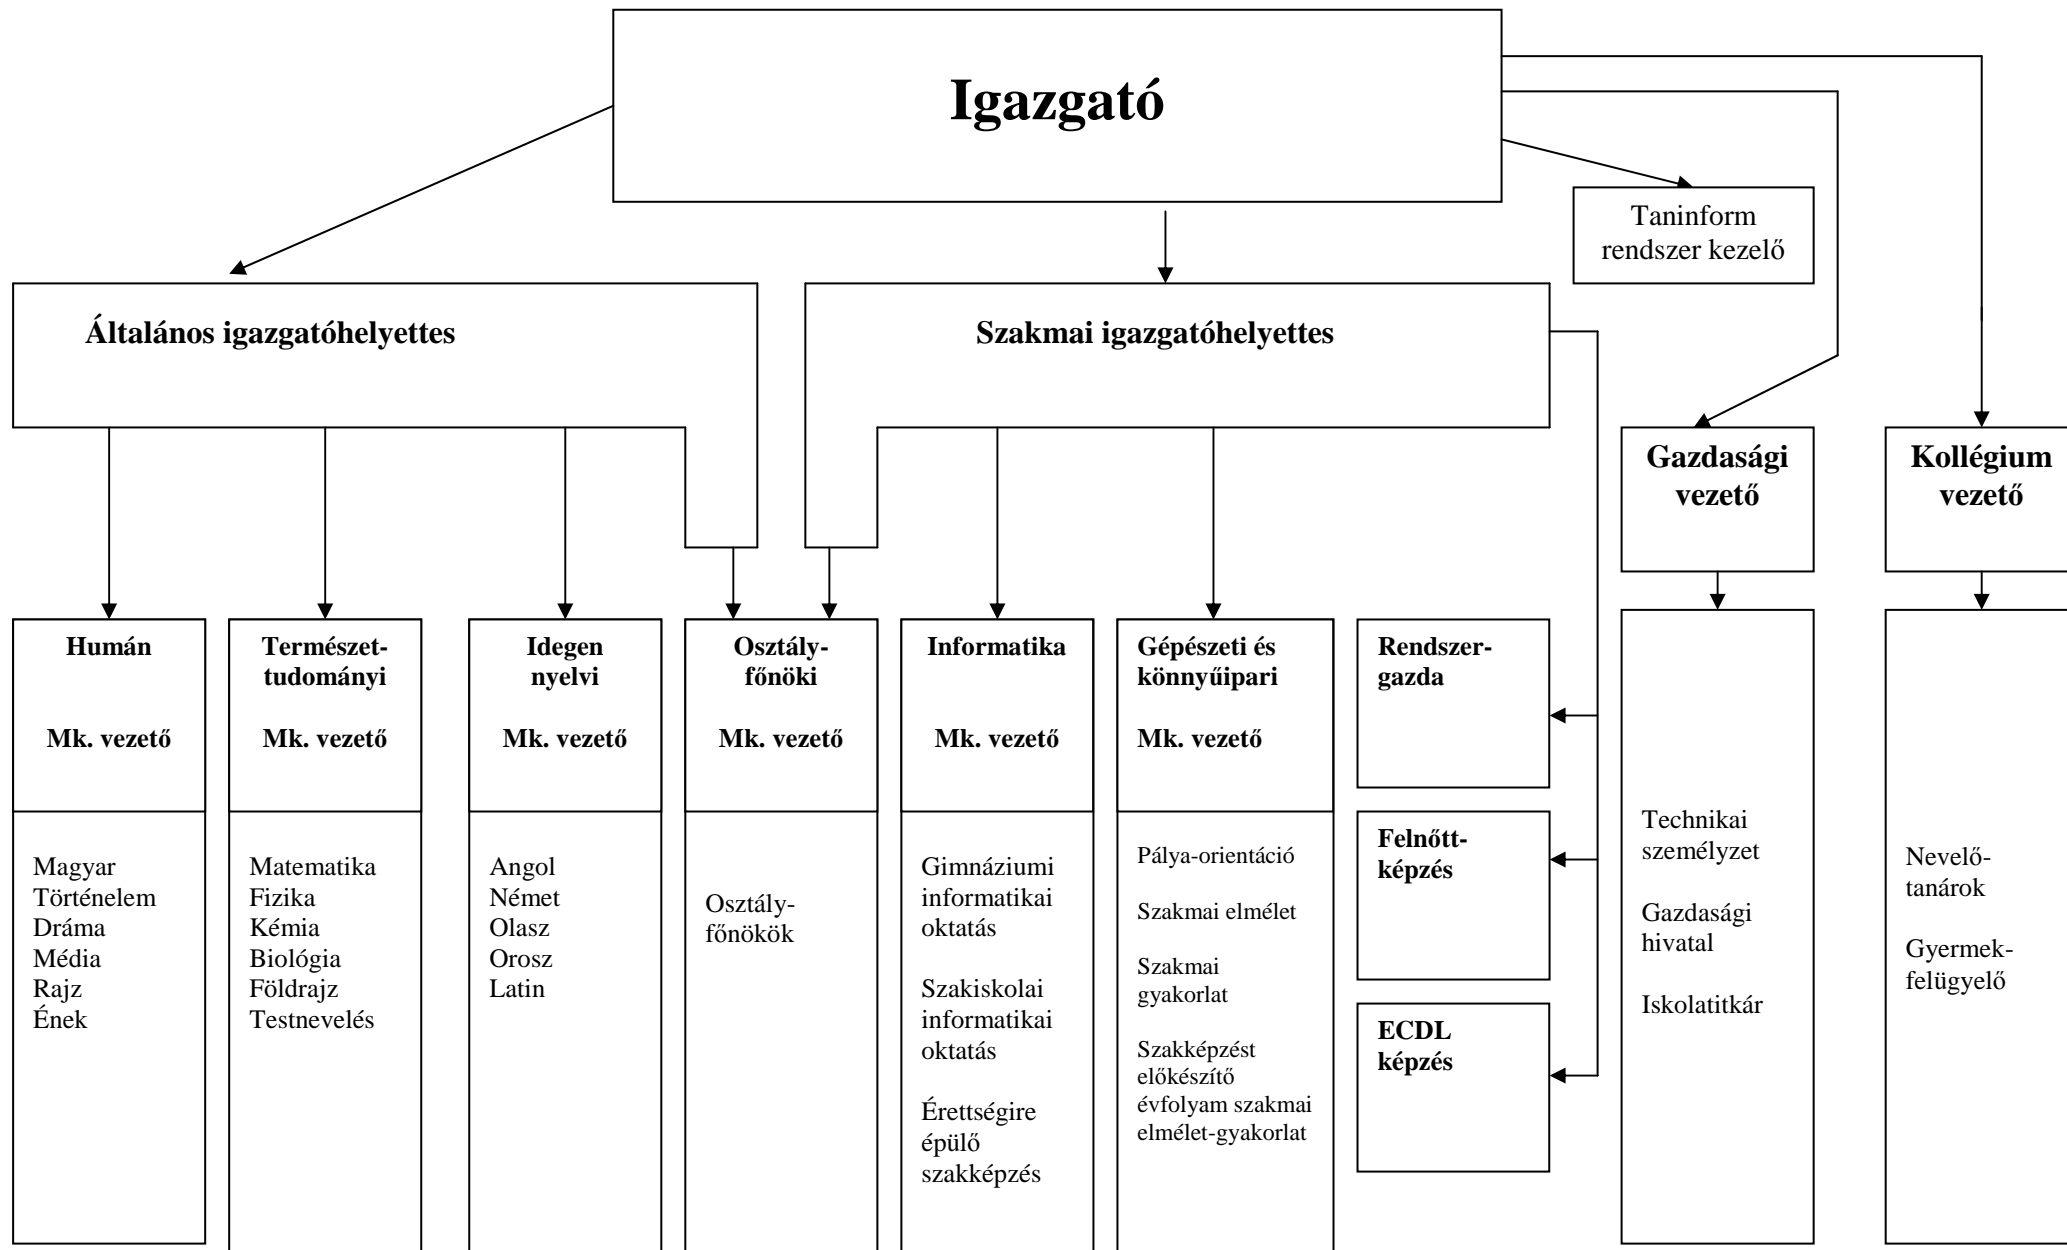 Igazgató
Taninform
rendszer kezelő
Általános igazgatóhelyettes
Szakmai igazgatóhelyettes
Gazdasági
vezető
Kollégium
vezető
Humán
Mk. vezető
Természet-
tudományi
Mk. vezető
Idegen
nyelvi
Mk. vezető
Osztály-
főnöki
Mk. vezető
Informatika
Mk. vezető
Gépészeti és
könnyűipari
Mk. vezető
Rendszer-
gazda
Felnőtt-
képzés
ECDL
képzés
Magyar
Történelem
Dráma
Média
Rajz
Ének
Matematika
Fizika
Kémia
Biológia
Földrajz
Testnevelés
Angol
Német
Olasz
Orosz
Latin
Osztály-
főnökök
Gimnáziumi
informatikai
oktatás
Szakiskolai
informatikai
oktatás
Érettségire
épülő
szakképzés
Pálya-orientáció
Szakmai elmélet
Szakmai
gyakorlat
Szakképzést
előkészítő
évfolyam szakmai
elmélet-gyakorlat
Technikai
személyzet
Gazdasági
hivatal
Iskolatitkár
Nevelő-
tanárok
Gyermek-
felügyelő